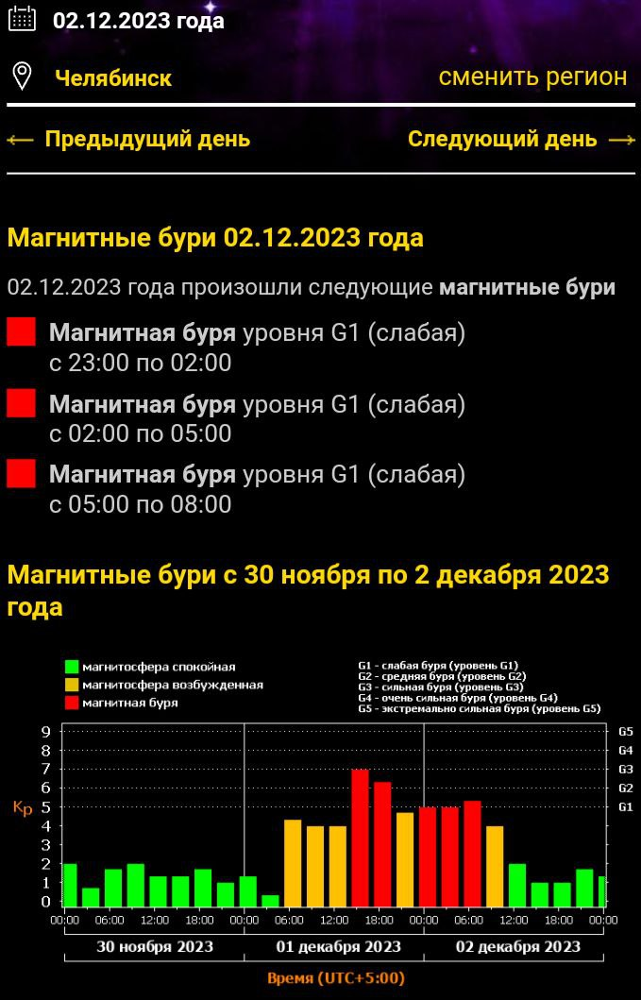 02.12.2023 года
Челябинск
сменить регион
← Предыдущий день
Следующий день →
Магнитные бури 02.12.2023 года
02.12.2023 года произошли следующие магнитные бури
Магнитная буря уровня G1 (слабая)
с 23:00 по 02:00
Магнитная буря уровня G1 (слабая)
с 02:00 по 05:00
Магнитная буря уровня G1 (слабая)
с 05:00 по 08:00
Магнитные бури с 30 ноября по 2 декабря 2023
года
магнитосфера спокойная
магнитосфера возбужденная
магнитная буря
G1 - слабая буря (уровень G1)
G2 - средняя буря (уровень G2)
G3 - сильная буря (уровень G3)
G4 - очень сильная буря (уровень G4)
G5 - экстремально сильная буря (уровень G5)
9 G5
8 G4
7 G3
6 G2
Kp 5 G1
4
3
2
1
0
00:00 06:00 12:00 18:00 00:00 06:00 12:00 18:00 00:00 06:00 12:00 18:00 00:00
30 ноября 2023 01 декабря 2023 02 декабря 2023
Время (UTC+5:00)